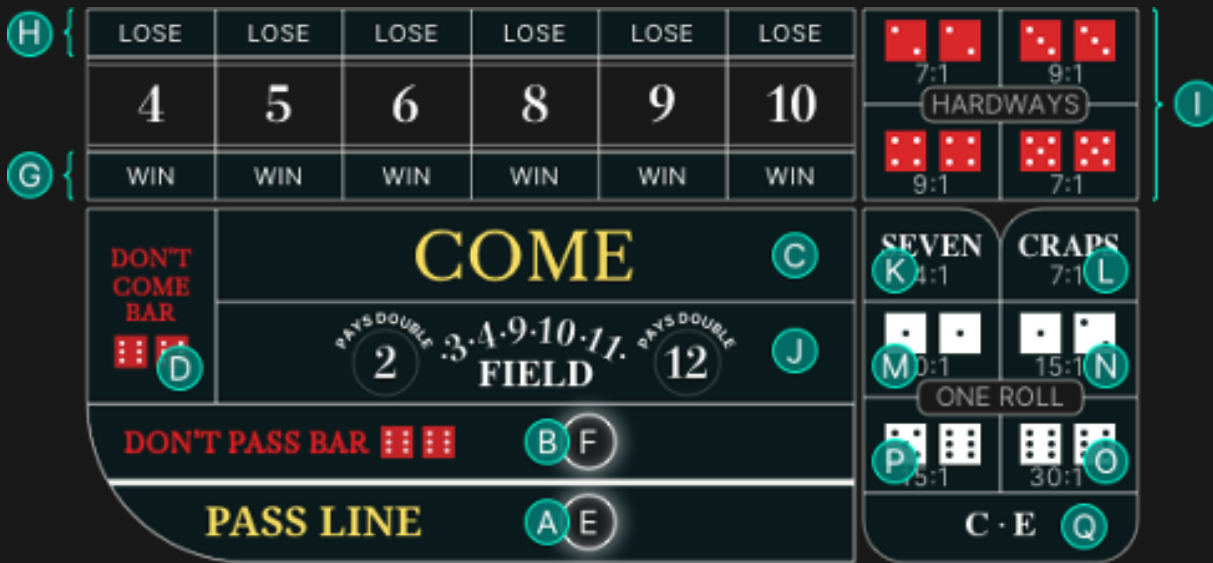 H
LOSE LOSE LOSE LOSE LOSE LOSE
4 5 6 8 9 10
G
WIN WIN WIN WIN WIN WIN
7:1 9:1
HARDWAYS
I
9:1 7:1
DON'T
COME
BAR
D
COME
C
PAYS DOUBLE
2
·3·4·9·10·11·
FIELD
PAYS DOUBLE
12
J
DON'T PASS BAR
B F
PASS LINE
A E
SEVEN
K 4:1
CRAPS
7:1 L
M
15:1 N
ONE ROLL
P
30:1 O
C · E
Q